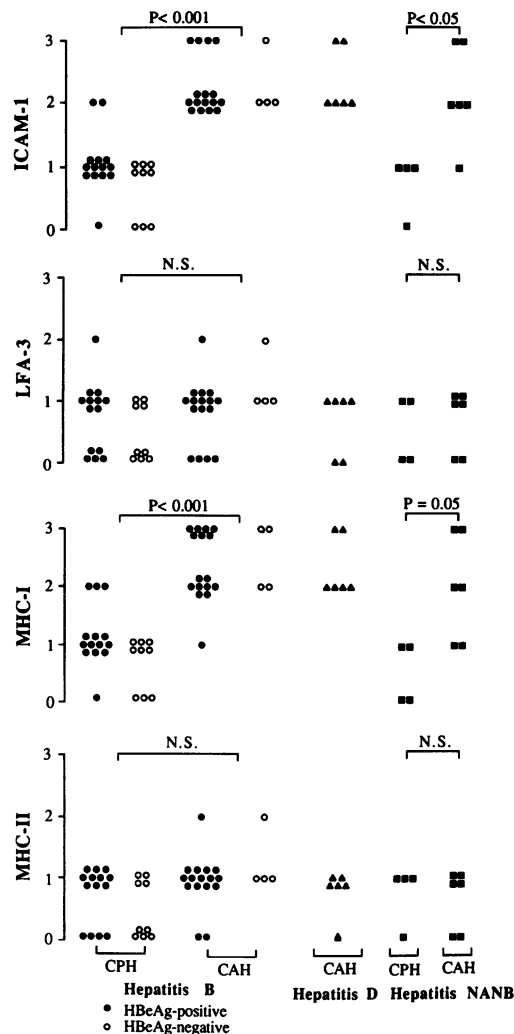 P< 0.001
P< 0.05
3
2
1
0
ICAM-1
N.S.
N.S.
3
2
1
0
LFA-3
P< 0.001
P = 0.05
3
2
1
0
MHC-I
N.S.
N.S.
3
2
1
0
MHC-II
CPH
CAH
CAH
CPH
CAH
Hepatitis B
Hepatitis D
Hepatitis NANB
● HBeAg-positive
○ HBeAg-negative